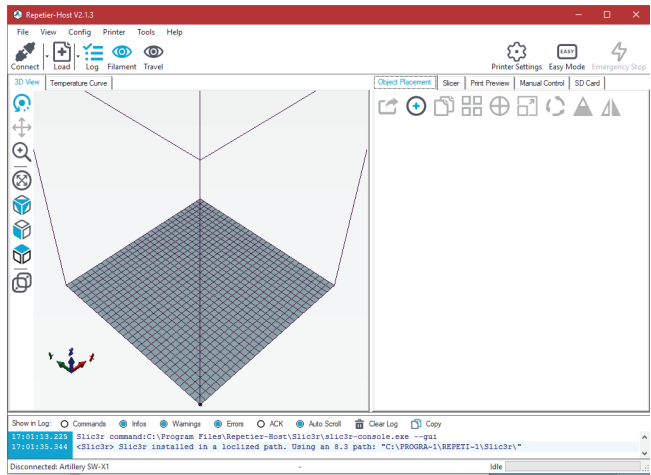 Repetier-Host V2.1.3
File View Config Printer Tools Help
Connect Load Log Filament Travel Printer Settings Easy Mode Emergency Stop
EASY
3D View Temperature Curve Object Placement Slicer Print Preview Manual Control SD Card
Show in Log: Commands Infos Warnings Errors ACK Auto Scroll Clear Log Copy
17:01:13.225 Slic3r command:C:\Program Files\Repetier-Host\Slic3r\slic3r-console.exe --gui
17:01:35.344 <Slic3r> Slic3r installed in a loclized path. Using an 8.3 path: "C:\PROGRA~1\REPETI~1\Slic3r\"
Disconnected: Artillery SW-X1 - Idle